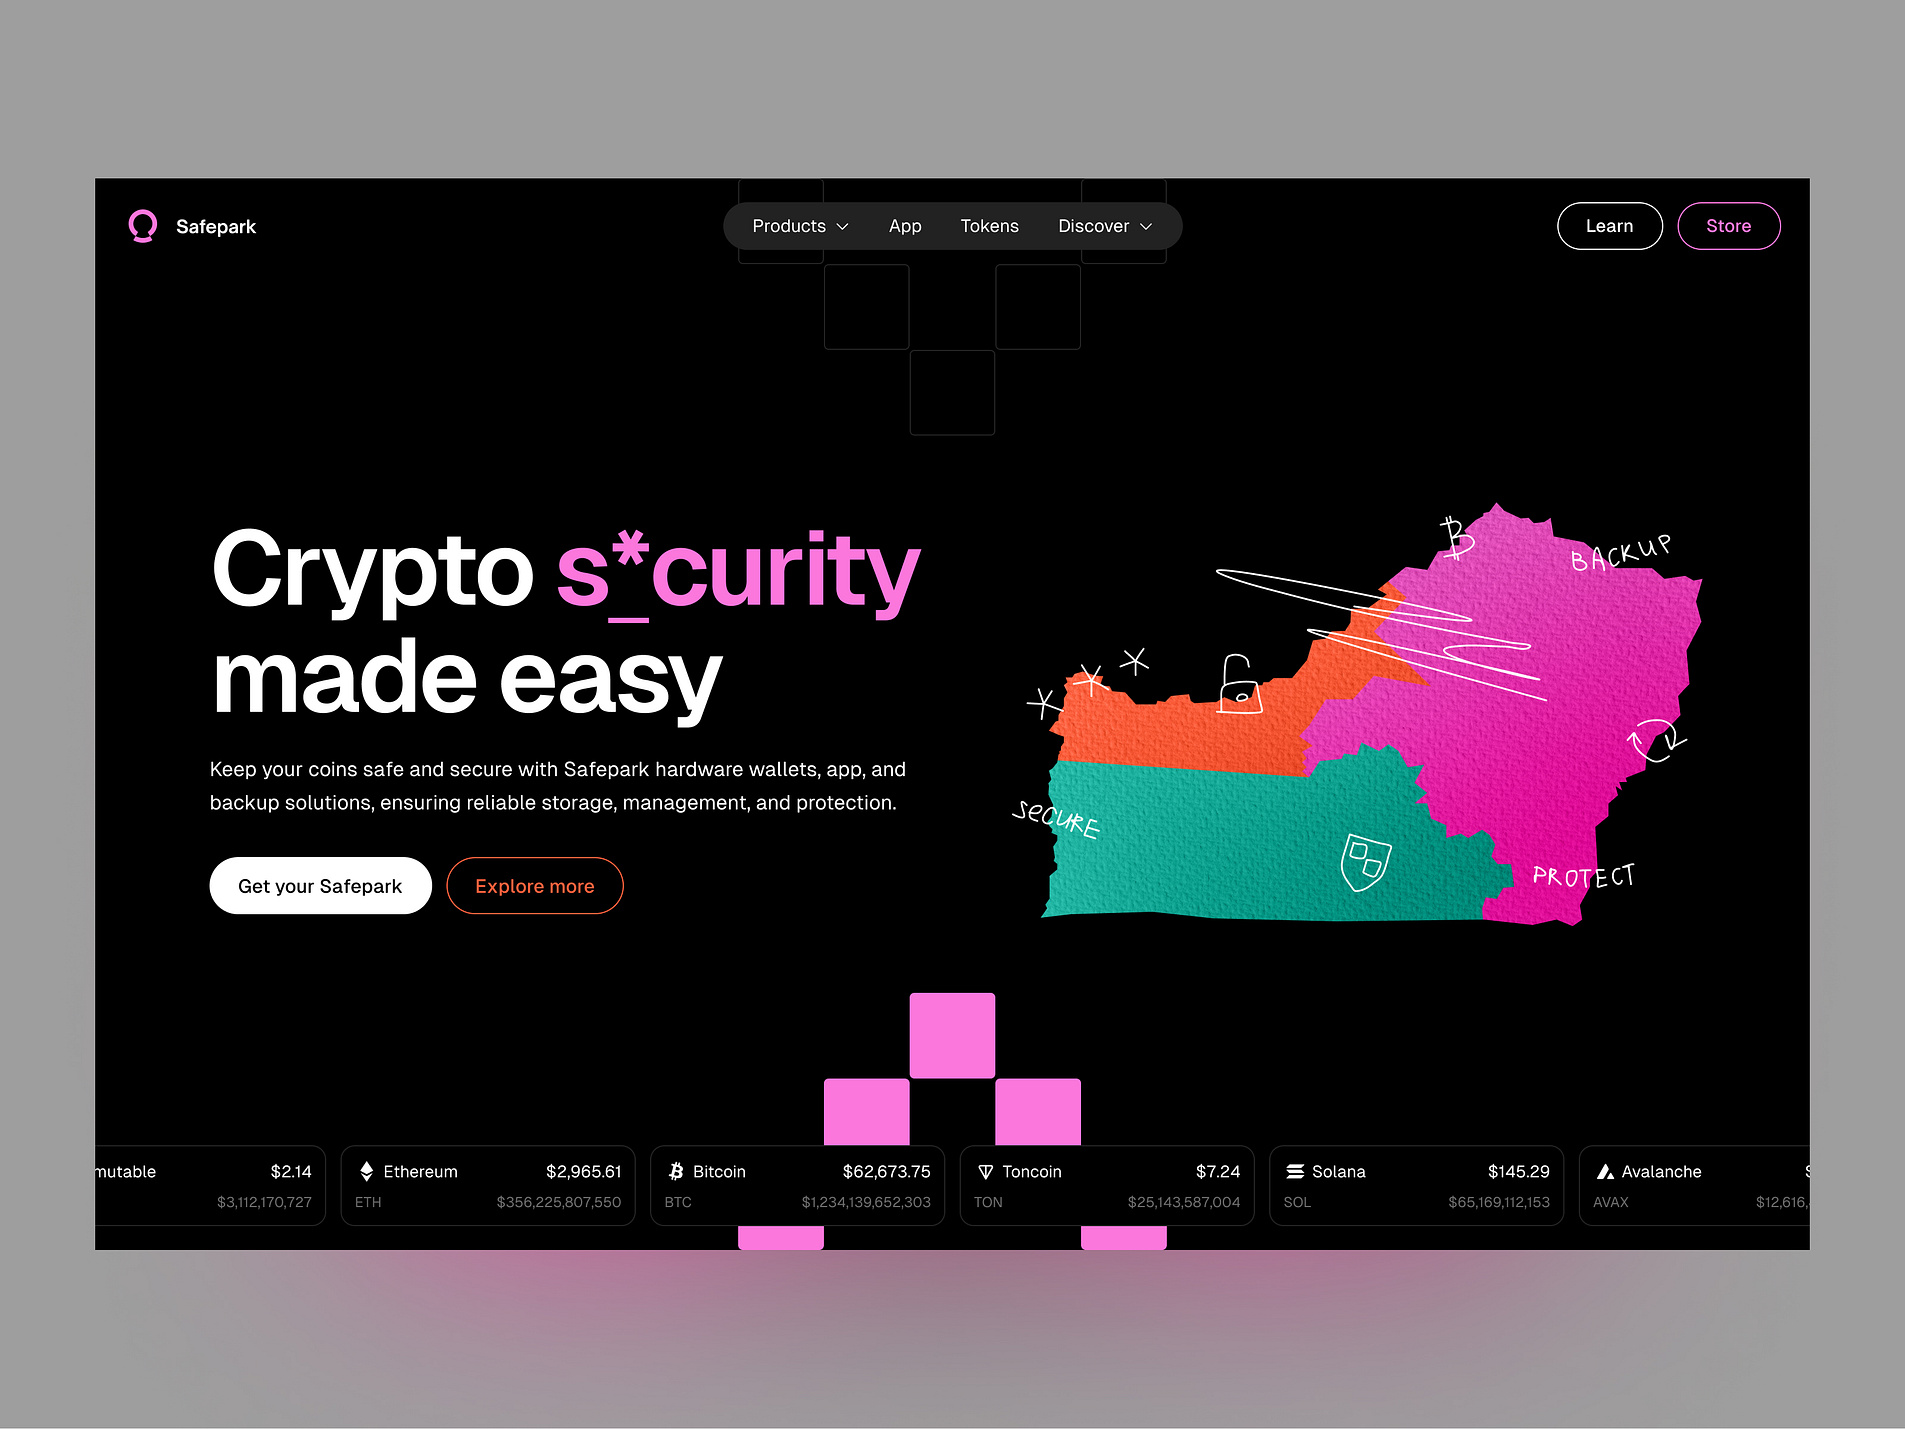 Safepark
Products
App
Tokens
Discover
Learn
Store
Crypto s*_curity
made easy
Keep your coins safe and secure with Safepark hardware wallets, app, and
backup solutions, ensuring reliable storage, management, and protection.
Get your Safepark
Explore more
BACKUP
SECURE
PROTECT
mutable $2.14
$3,112,170,727
Ethereum $2,965.61
ETH $356,225,807,550
Bitcoin $62,673.75
BTC $1,234,139,652,303
Toncoin $7.24
TON $25,143,587,004
Solana $145.29
SOL $65,169,112,153
Avalanche $
AVAX $12,616,